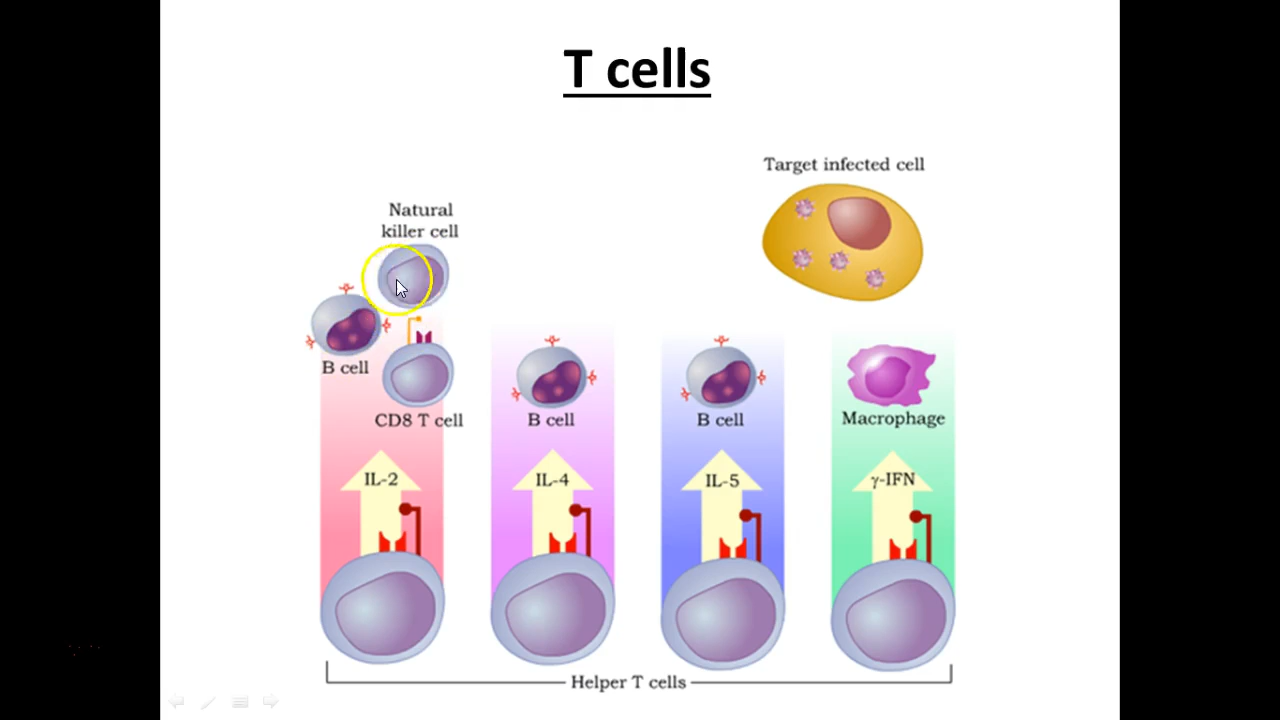 T cells
Target infected cell
Natural
killer cell
B cell
CD8 T cell
B cell
B cell
Macrophage
IL-2
IL-4
IL-5
γ-IFN
Helper T cells